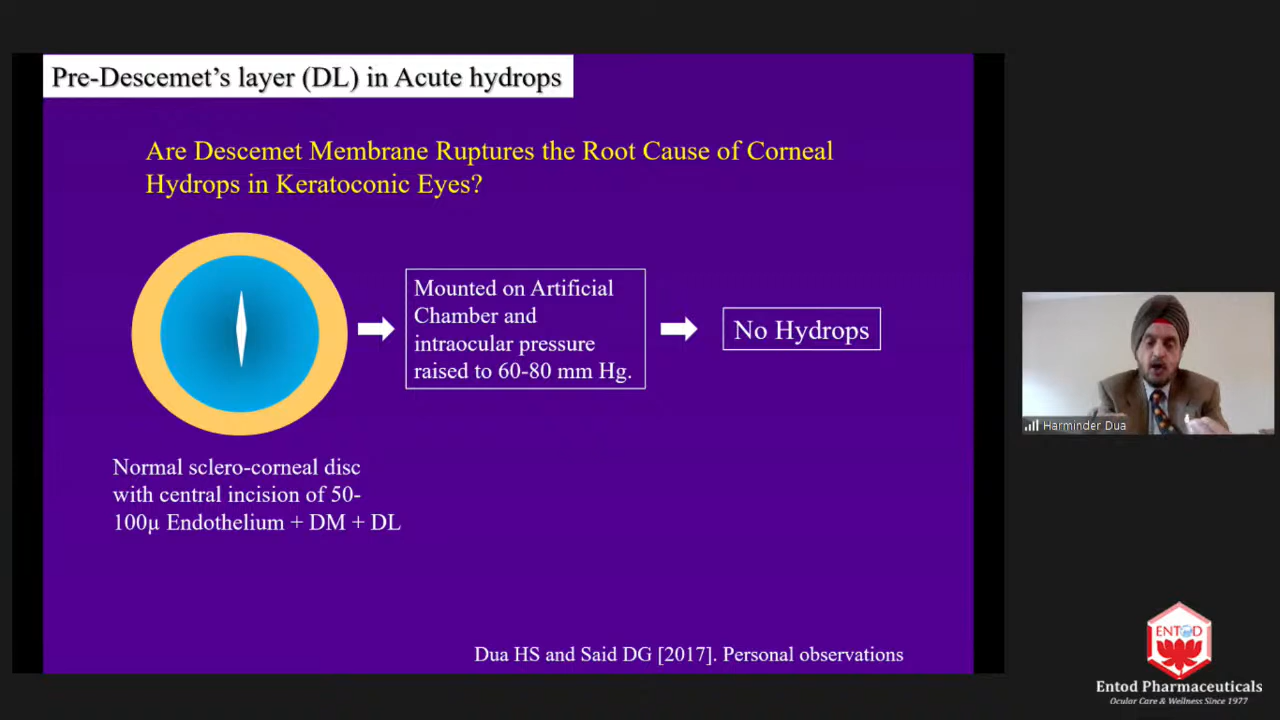 Pre-Descemet's layer (DL) in Acute hydrops
Are Descemet Membrane Ruptures the Root Cause of Corneal
Hydrops in Keratoconic Eyes?
Mounted on Artificial
Chamber and
intraocular pressure
raised to 60-80 mm Hg.
No Hydrops
Normal sclero-corneal disc
with central incision of 50-
100µ Endothelium + DM + DL
Dua HS and Said DG [2017]. Personal observations
Harminder Dua
ENTOD
Entod Pharmaceuticals
Ocular Care & Wellness Since 1977